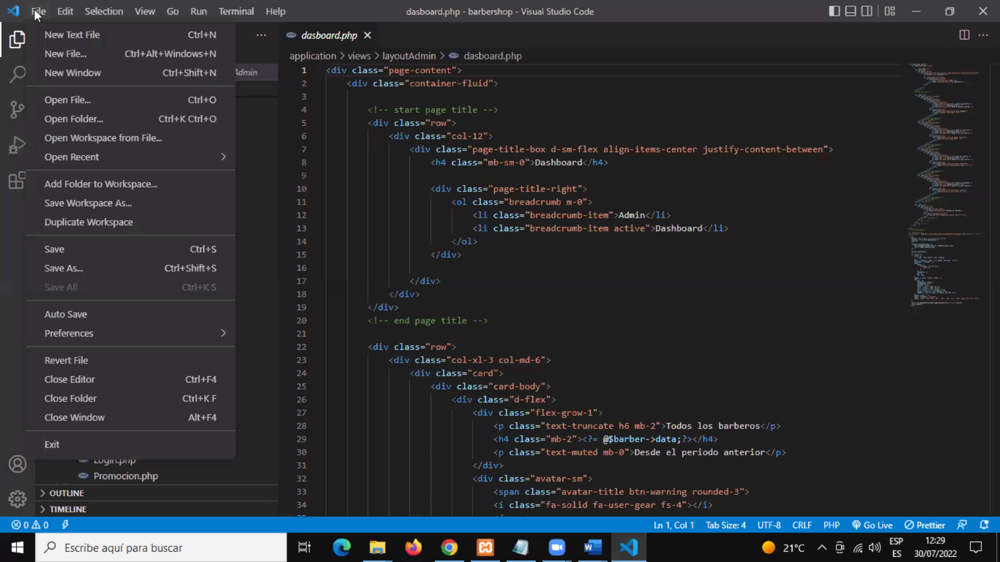 File Edit Selection View Go Run Terminal Help
dasboard.php - barbershop - Visual Studio Code
New Text File Ctrl+N
New File... Ctrl+Alt+Windows+N
New Window Ctrl+Shift+N
Open File... Ctrl+O
Open Folder... Ctrl+K Ctrl+O
Open Workspace from File...
Open Recent
Add Folder to Workspace...
Save Workspace As...
Duplicate Workspace
Save Ctrl+S
Save As... Ctrl+Shift+S
Save All Ctrl+K S
Auto Save
Preferences
Revert File
Close Editor Ctrl+F4
Close Folder Ctrl+K F
Close Window Alt+F4
Exit
Admin
Login.php
Promocion.php
OUTLINE
TIMELINE
dasboard.php
application > views > layoutAdmin > dasboard.php
1 <div class="page-content">
2 <div class="container-fluid">
3
4 <!-- start page title -->
5 <div class="row">
6 <div class="col-12">
7 <div class="page-title-box d-sm-flex align-items-center justify-content-between">
8 <h4 class="mb-sm-0">Dashboard</h4>
9
10 <div class="page-title-right">
11 <ol class="breadcrumb m-0">
12 <li class="breadcrumb-item">Admin</li>
13 <li class="breadcrumb-item active">Dashboard</li>
14 </ol>
15 </div>
16
17 </div>
18 </div>
19 </div>
20 <!-- end page title -->
21
22 <div class="row">
23 <div class="col-xl-3 col-md-6">
24 <div class="card">
25 <div class="card-body">
26 <div class="d-flex">
27 <div class="flex-grow-1">
28 <p class="text-truncate h6 mb-2">Todos los barberos</p>
29 <h4 class="mb-2"><?= @$barber->data;?></h4>
30 <p class="text-muted mb-0">Desde el periodo anterior</p>
31 </div>
32 <div class="avatar-sm">
33 <span class="avatar-title btn-warning rounded-3">
34 <i class="fa-solid fa-user-gear fs-4"></i>
0 0
Ln 1, Col 1 Tab Size: 4 UTF-8 CRLF PHP Go Live Prettier
Escribe aquí para buscar
21°C
ESP
ES
12:29
30/07/2022